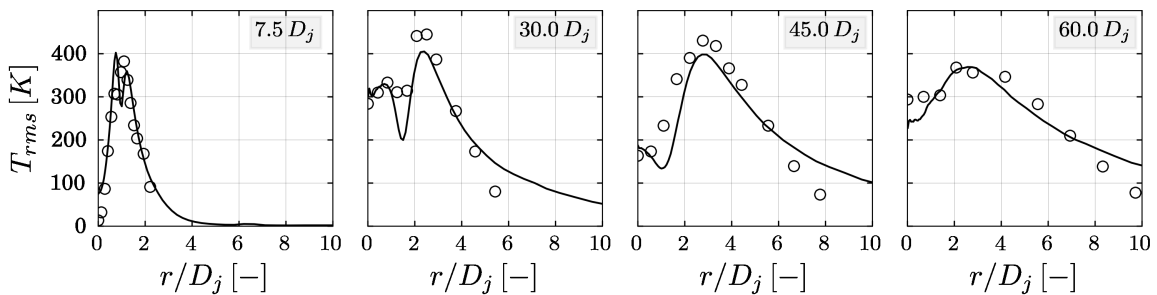 7.5 D_j
30.0 D_j
45.0 D_j
60.0 D_j
T_rms [K]
400
300
200
100
0
0 2 4 6 8 10
0 2 4 6 8 10
0 2 4 6 8 10
0 2 4 6 8 10
r/D_j [−]
r/D_j [−]
r/D_j [−]
r/D_j [−]